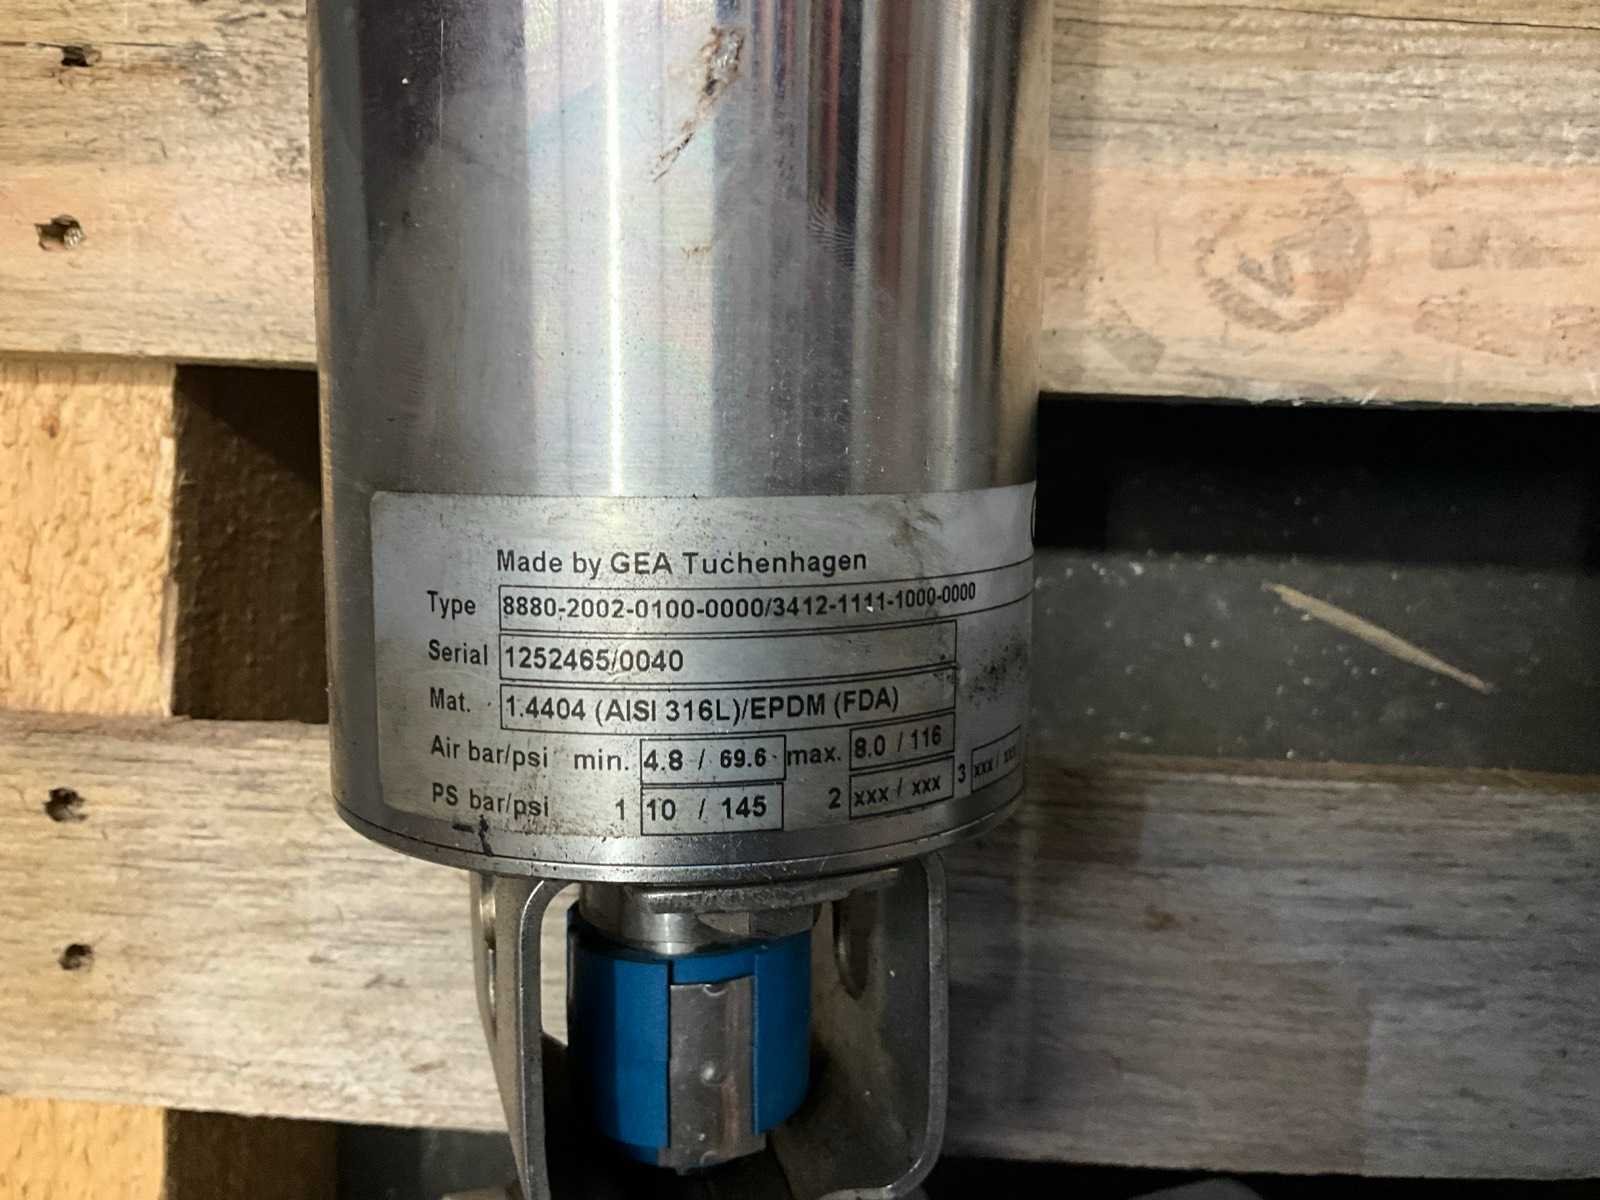 Made by GEA Tuchenhagen
Type 8880-2002-0100-0000/3412-1111-1000-0000
Serial 1252465/0040
Mat. 1.4404 (AISI 316L)/EPDM (FDA)
Air bar/psi min. 4.8 / 69.6 max. 8.0 / 116
PS bar/psi 1 10 / 145 2 xxx / xxx 3 xxx / xxx